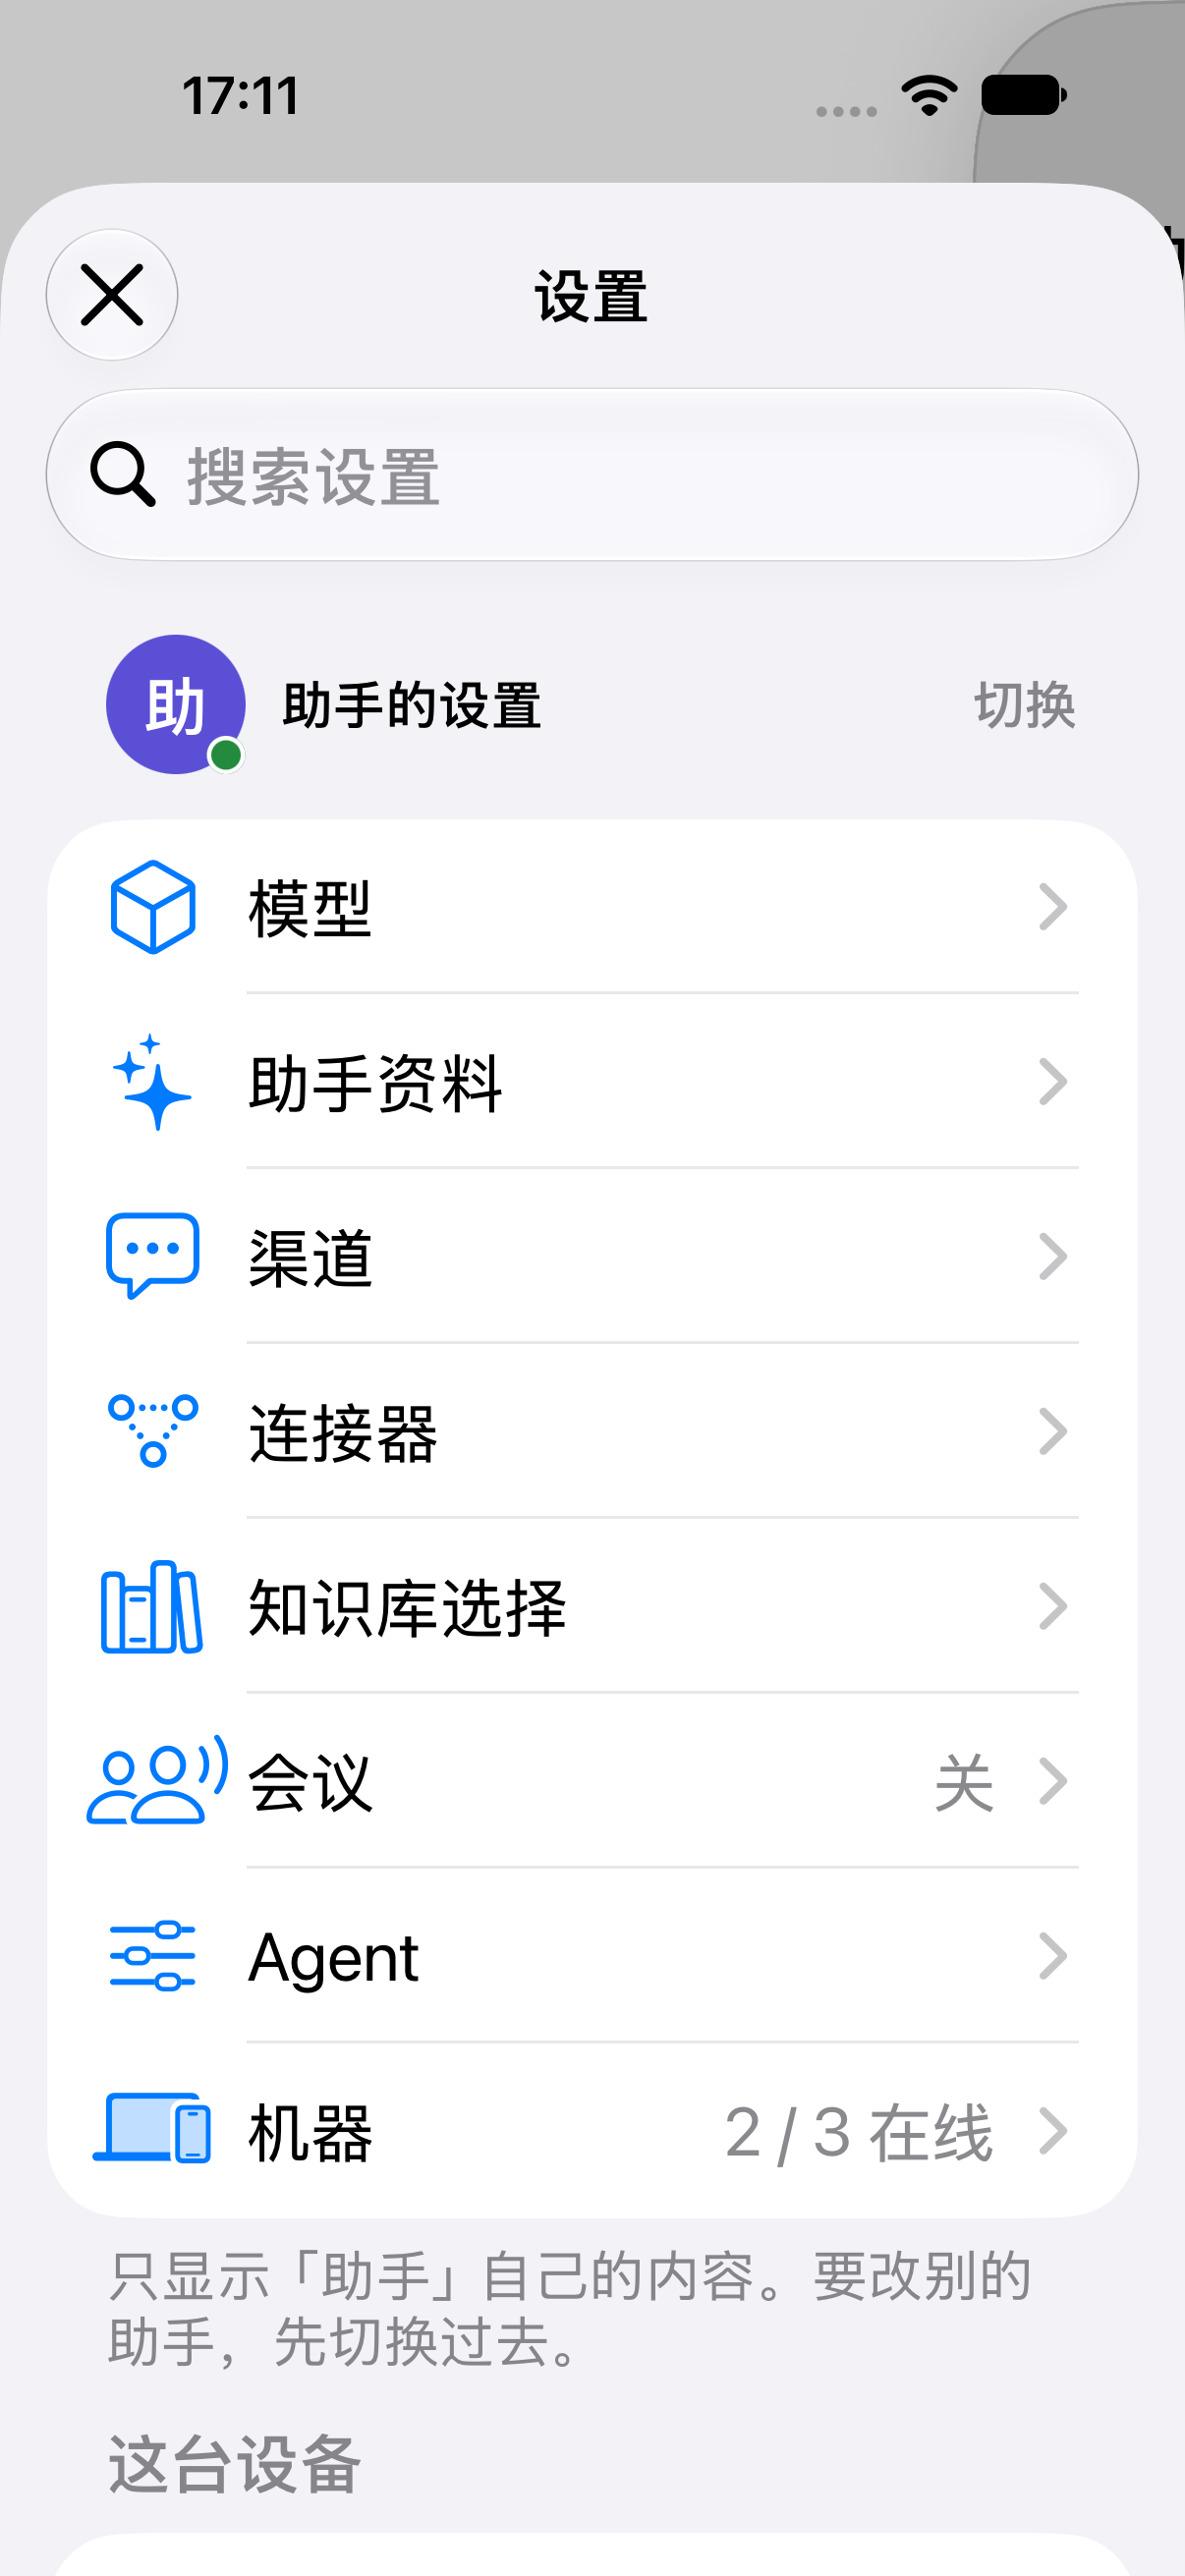 17:11
设置
搜索设置
助 助手的设置 切换
模型
助手资料
渠道
连接器
知识库选择
会议 关
Agent
机器 2 / 3 在线
只显示「助手」自己的内容。要改别的
助手，先切换过去。
这台设备